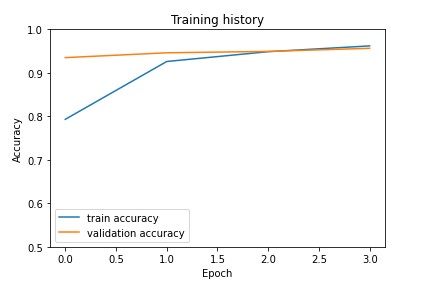 Training history
1.0
0.9
0.8
0.7
0.6
0.5
Accuracy
train accuracy
validation accuracy
0.0 0.5 1.0 1.5 2.0 2.5 3.0
Epoch